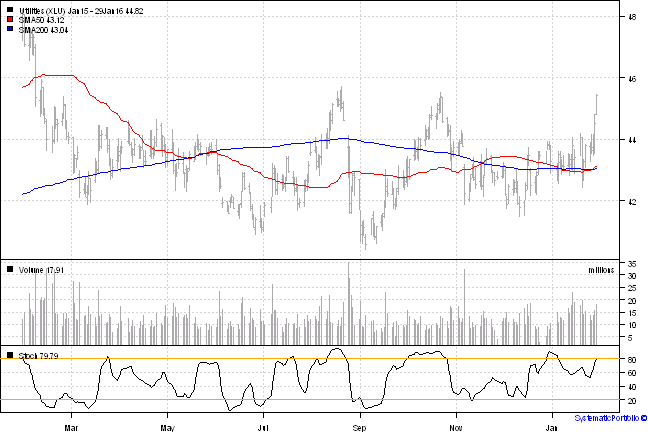 Utilities (XLU) Jan 15 - 29Jan16 44.82
SMA50 43.12
SMA200 43.04
48
46
44
42
Volume 17.91
millions
35
30
25
20
15
10
5
Stoch 79.79
80
60
40
20
Mar May Jul Sep Nov Jan
SystematicPortfolio ©